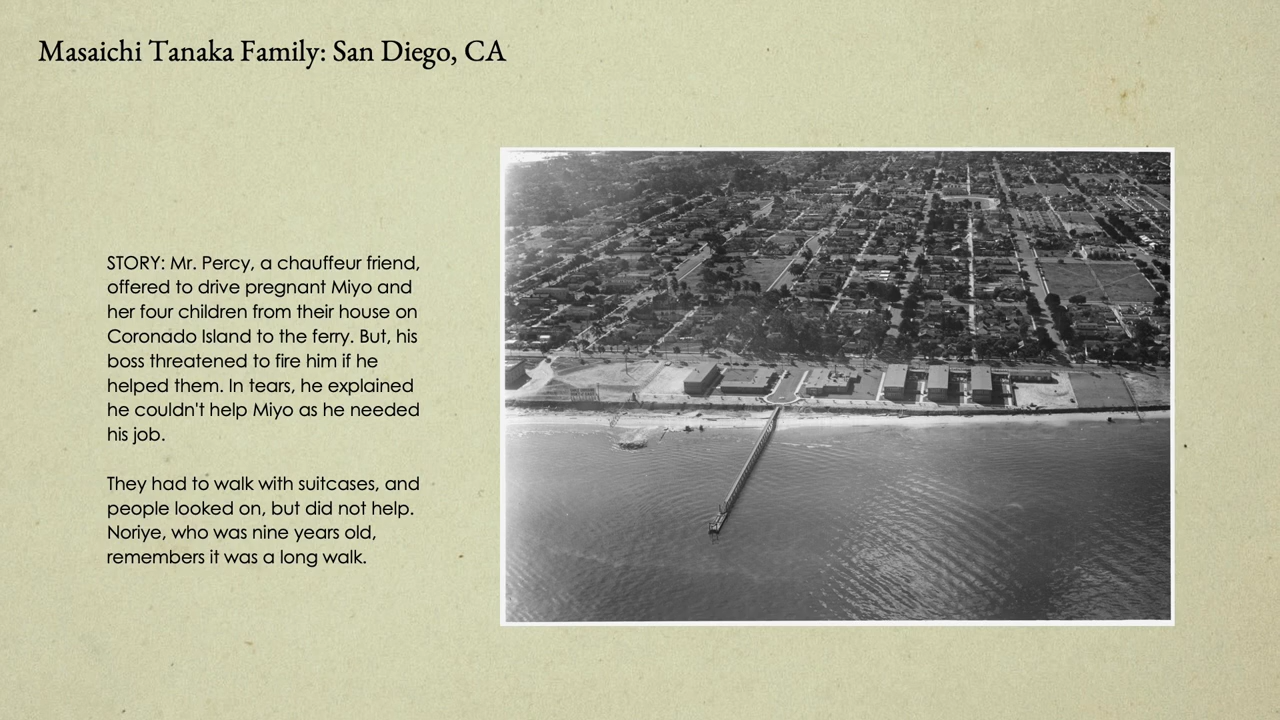 Masaichi Tanaka Family: San Diego, CA
STORY: Mr. Percy, a chauffeur friend,
offered to drive pregnant Miyo and
her four children from their house on
Coronado Island to the ferry. But, his
boss threatened to fire him if he
helped them. In tears, he explained
he couldn't help Miyo as he needed
his job.
They had to walk with suitcases, and
people looked on, but did not help.
Noriye, who was nine years old,
remembers it was a long walk.